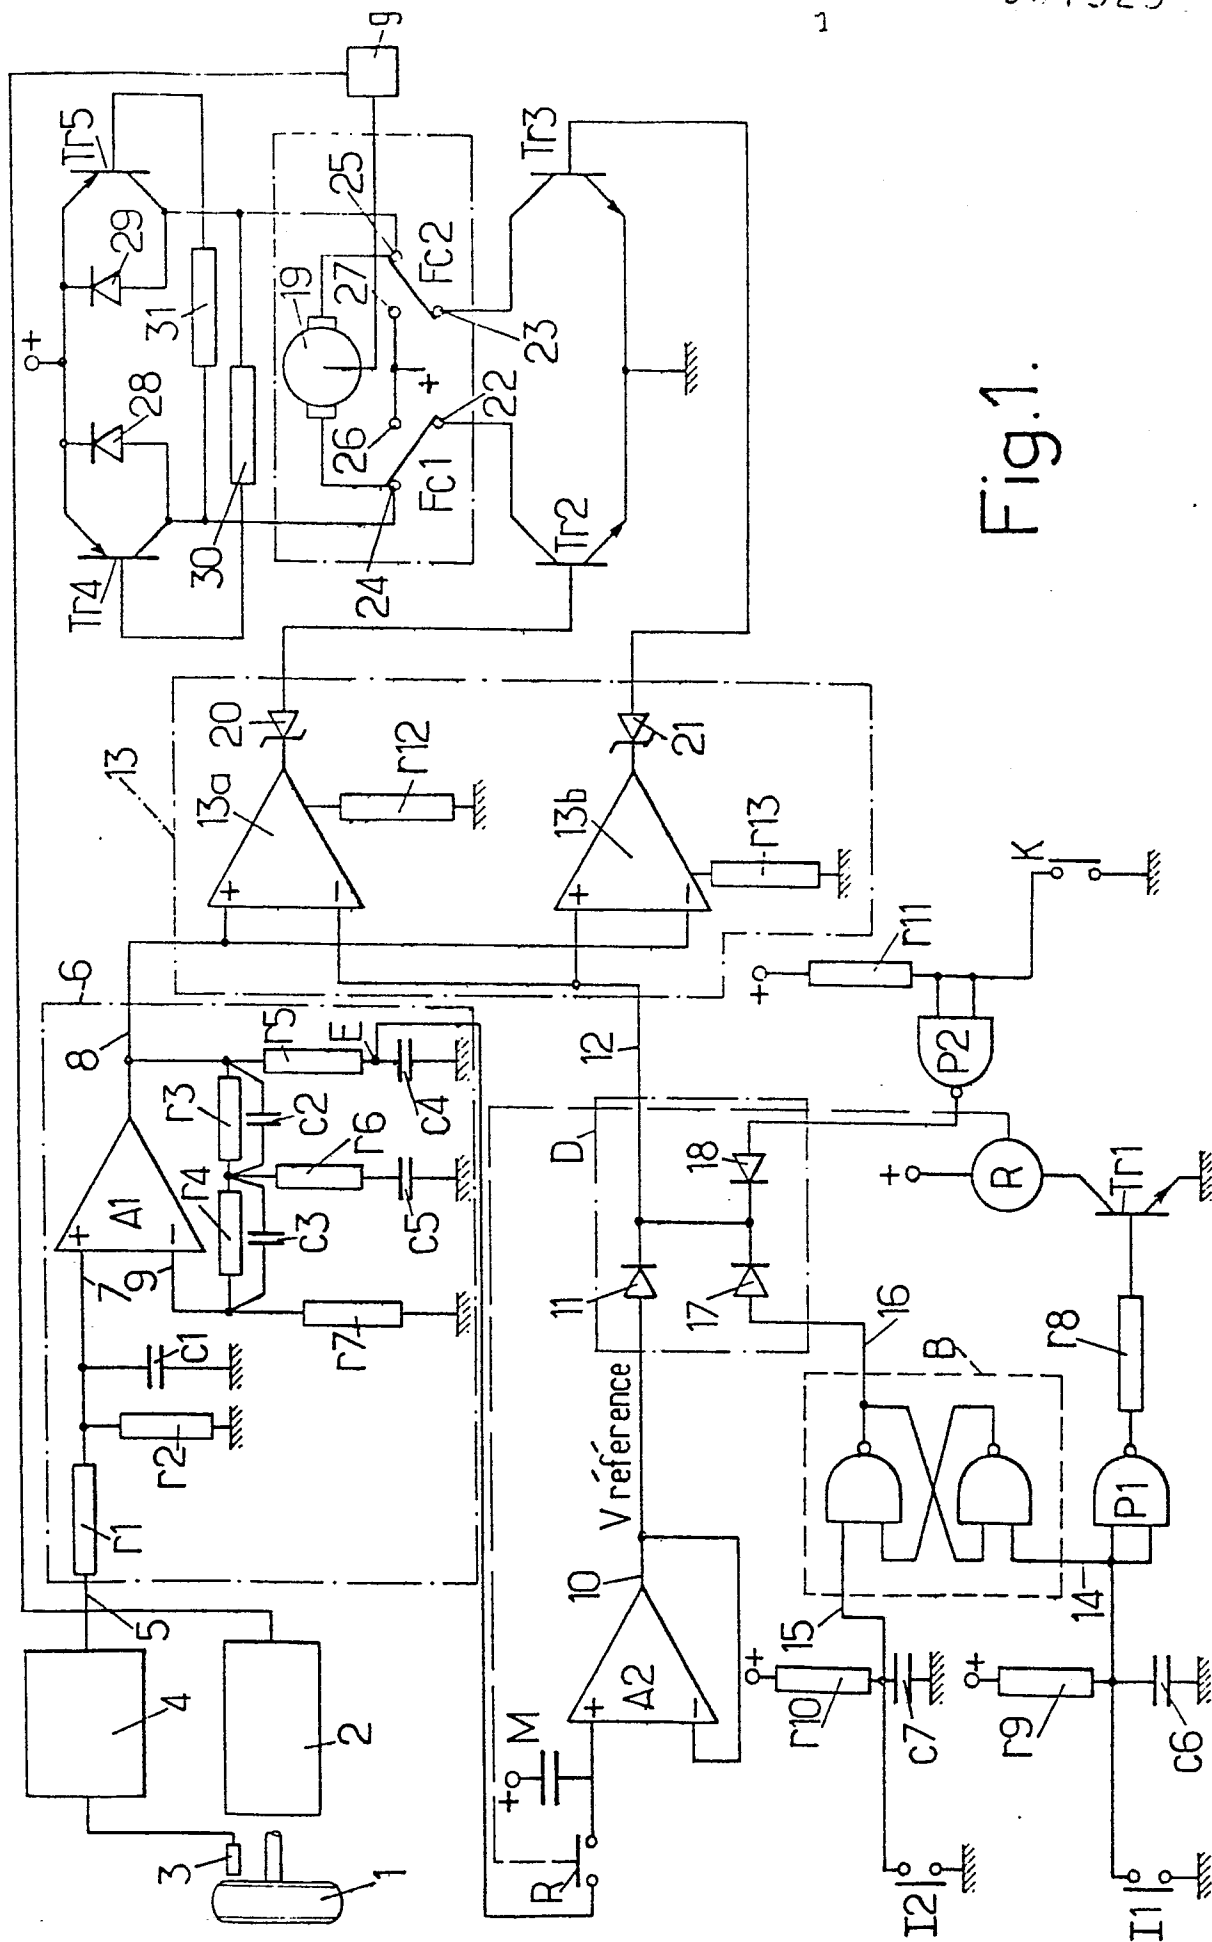 1
Tr4
Tr5
+
28
29
30
31
g
19
24
25
26
27
+
Fc1
Fc2
22
23
Tr2
Tr3
13
13a
20
+
−
r12
13b
21
+
−
r13
6
8
A1
+
−
7
9
r1
r2
c1
r3
r4
r5
r6
r7
c2
c3
c4
c5
E
5
4
2
3
1
V référence
10
A2
+
−
M
+
R
D
11
12
17
18
16
B
15
14
r10
+
c7
r9
+
c6
I2
I1
P1
r8
Tr1
R
+
P2
r11
+
K
Fig.1.